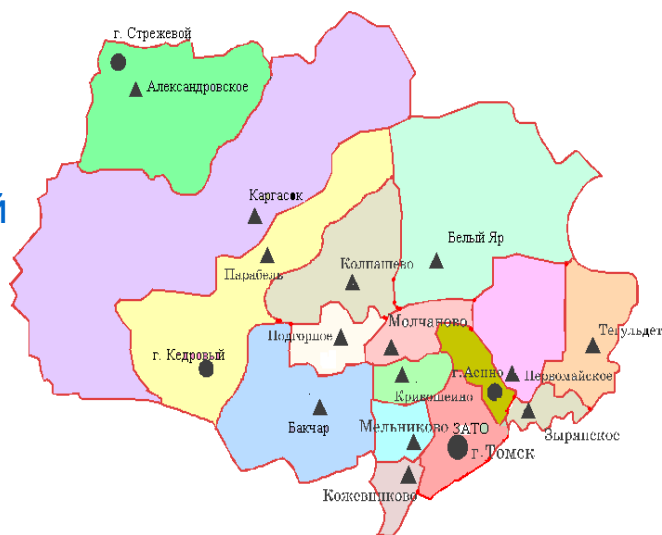 г. Стрежевой
Александровское
Каргасок
й
Белый Яр
Парабель
Колпашево
Молчаново
Подгорное
г. Кедровый
г.Асино
Тегульдет
Первомайское
Кривошеино
Бакчар
Мельниково
ЗАТО
Зырянское
г.Томск
Кожевниково